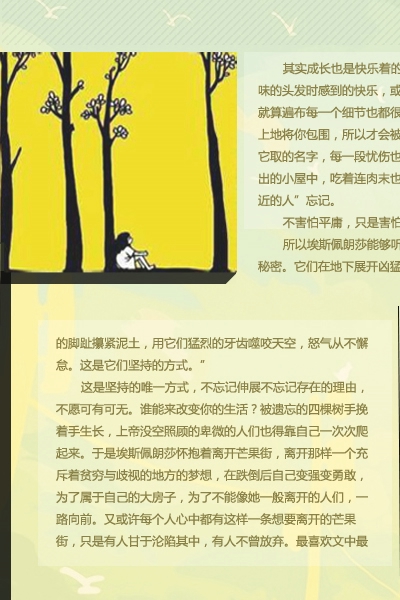 其实成长也是快乐着的
味的头发时感到的快乐，或
就算遍布每一个细节也都很
上地将你包围，所以才会被
它取的名字，每一段忧伤也
出的小屋中，吃着连肉末也
近的人”忘记。
不害怕平庸，只是害怕
所以埃斯佩朗莎能够听
秘密。它们在地下展开凶猛
的脚趾攥紧泥土，用它们猛烈的牙齿噬咬天空，怒气从不懈
怠。这是它们坚持的方式。”
这是坚持的唯一方式，不忘记伸展不忘记存在的理由，
不愿可有可无。谁能来改变你的生活？被遗忘的四棵树手挽
着手生长，上帝没空照顾的卑微的人们也得靠自己一次次爬
起来。于是埃斯佩朗莎怀抱着离开芒果街，离开那样一个充
斥着贫穷与歧视的地方的梦想，在跌倒后自己变强变勇敢，
为了属于自己的大房子，为了不能像她一般离开的人们，一
路向前。又或许每个人心中都有这样一条想要离开的芒果
街，只是有人甘于沦陷其中，有人不曾放弃。最喜欢文中最